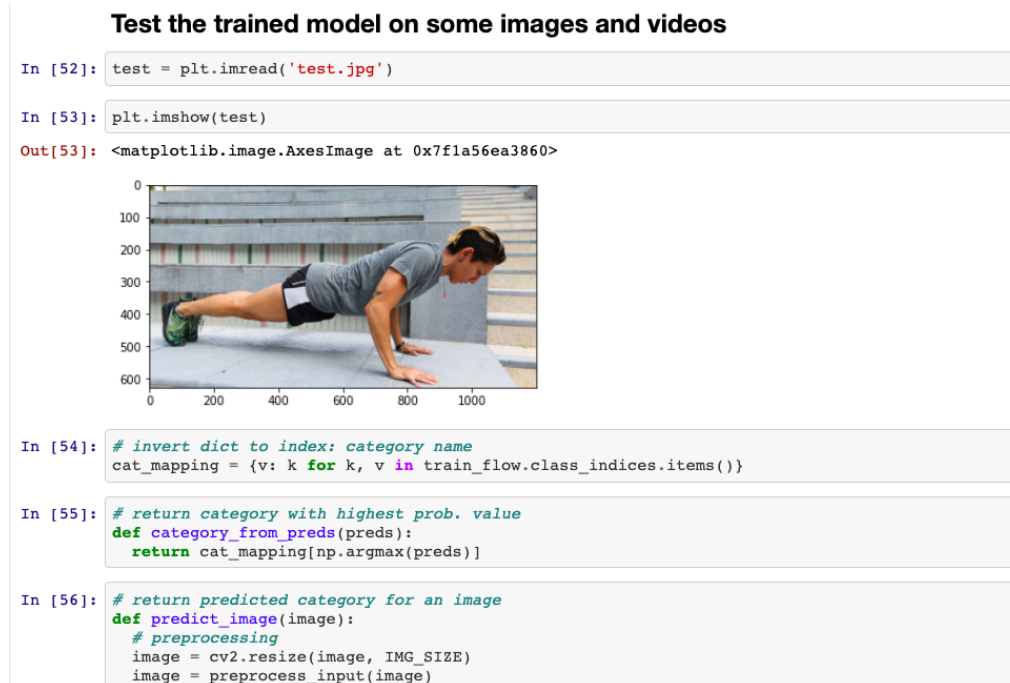 Test the trained model on some images and videos
In [52]: test = plt.imread('test.jpg')
In [53]: plt.imshow(test)
Out[53]: <matplotlib.image.AxesImage at 0x7f1a56ea3860>
0
100
200
300
400
500
600
0 200 400 600 800 1000
In [54]: # invert dict to index: category name
cat_mapping = {v: k for k, v in train_flow.class_indices.items()}
In [55]: # return category with highest prob. value
def category_from_preds(preds):
  return cat_mapping[np.argmax(preds)]
In [56]: # return predicted category for an image
def predict_image(image):
  # preprocessing
  image = cv2.resize(image, IMG_SIZE)
  image = preprocess_input(image)